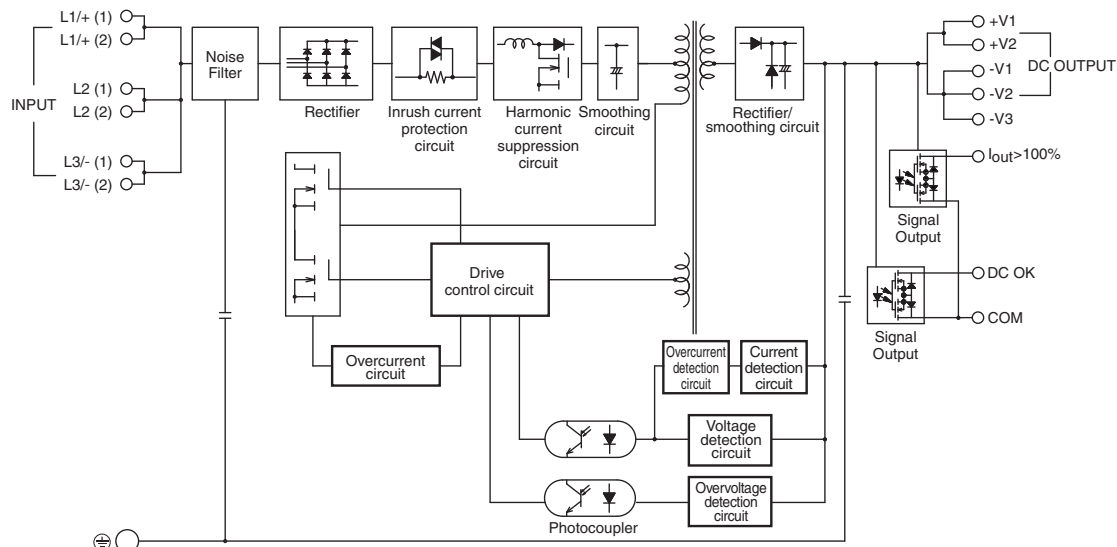 L1/+ (1)
L1/+ (2)
INPUT
L2 (1)
L2 (2)
L3/- (1)
L3/- (2)
Noise
Filter
Rectifier
Inrush current
protection
circuit
Harmonic
current
suppression
circuit
Smoothing
circuit
Rectifier/
smoothing circuit
+V1
+V2
DC OUTPUT
-V1
-V2
-V3
Iout>100%
Signal
Output
DC OK
COM
Signal
Output
Drive
control circuit
Overcurrent
circuit
Overcurrent
detection
circuit
Current
detection
circuit
Voltage
detection
circuit
Overvoltage
detection
circuit
Photocoupler